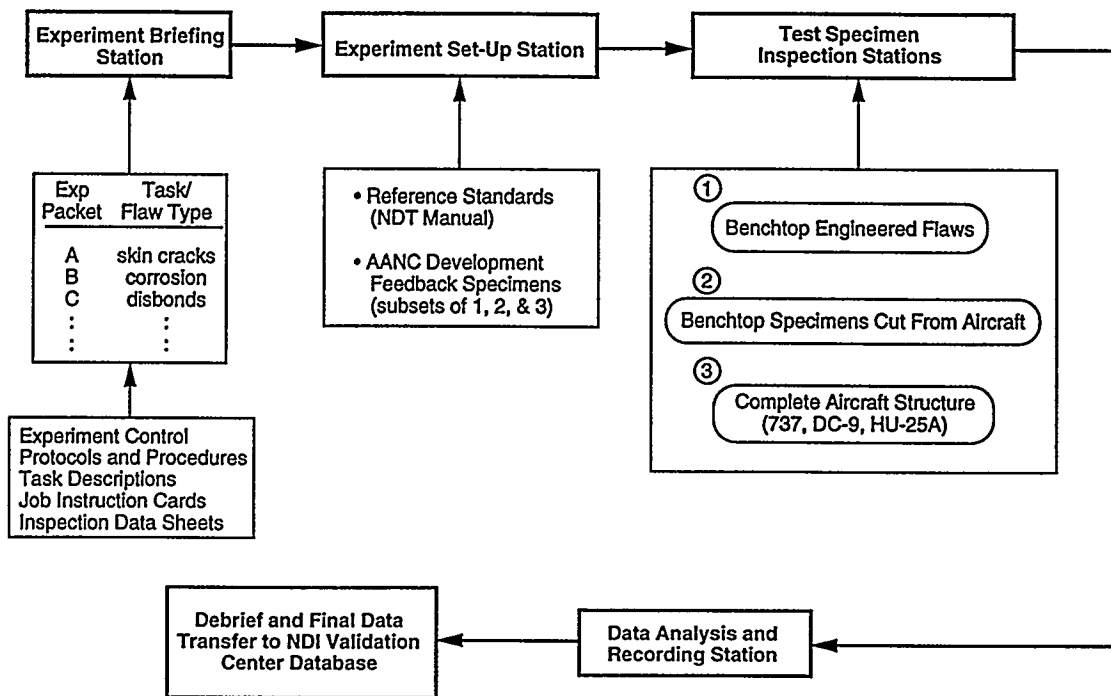 Experiment Briefing
Station
Experiment Set-Up Station
Test Specimen
Inspection Stations
Exp Task/
Packet Flaw Type
A skin cracks
B corrosion
C disbonds
• Reference Standards
(NDT Manual)
• AANC Development
Feedback Specimens
(subsets of 1, 2, & 3)
1
Benchtop Engineered Flaws
2
Benchtop Specimens Cut From Aircraft
3
Complete Aircraft Structure
(737, DC-9, HU-25A)
Experiment Control
Protocols and Procedures
Task Descriptions
Job Instruction Cards
Inspection Data Sheets
Debrief and Final Data
Transfer to NDI Validation
Center Database
Data Analysis and
Recording Station